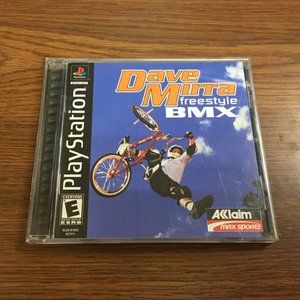 PlayStation
Dave
Mirra
freestyle
BMX
EVERYONE
E
ESRB
Acclaim
MAX SPORTS